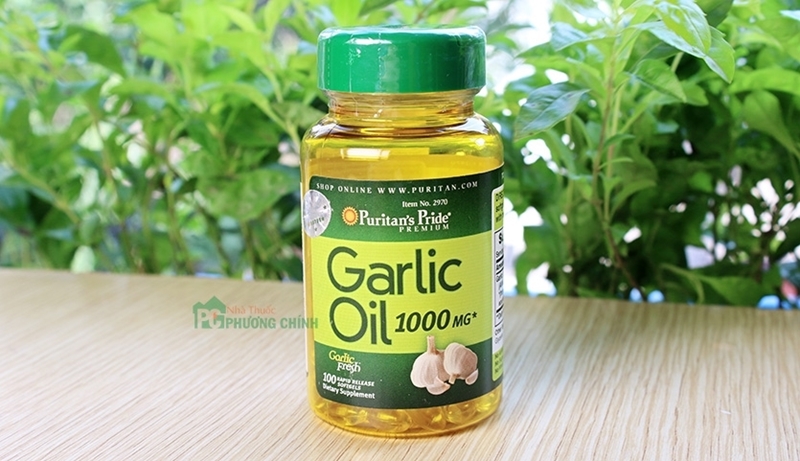 SHOP ONLINE WWW.PURITAN.COM
Item No. 2970
Puritan's Pride®
PREMIUM
Garlic
Oil 1000 MG*
Garlic
Fresh
100 RAPID RELEASE
SOFTGELS
Dietary Supplement
Nhà Thuốc
PG PHƯƠNG CHÍNH